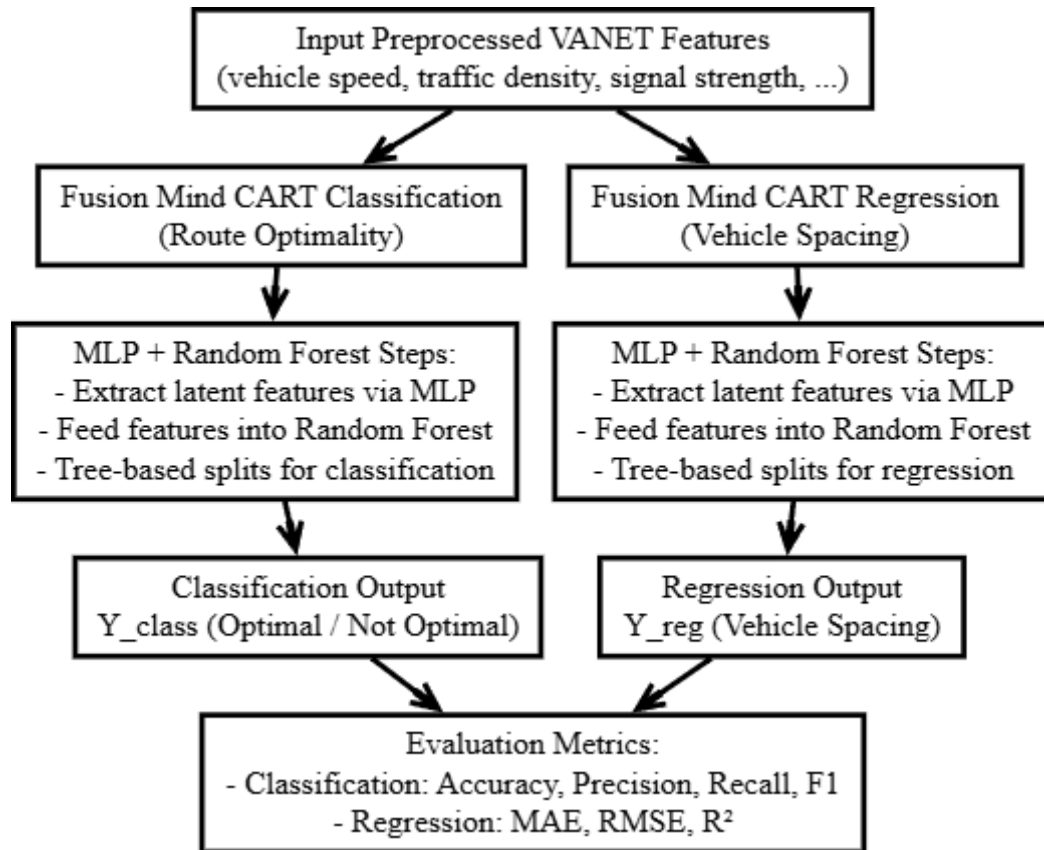 Input Preprocessed VANET Features
(vehicle speed, traffic density, signal strength, ...)
Fusion Mind CART Classification
(Route Optimality)
Fusion Mind CART Regression
(Vehicle Spacing)
MLP + Random Forest Steps:
- Extract latent features via MLP
- Feed features into Random Forest
- Tree-based splits for classification
MLP + Random Forest Steps:
- Extract latent features via MLP
- Feed features into Random Forest
- Tree-based splits for regression
Classification Output
Y_class (Optimal / Not Optimal)
Regression Output
Y_reg (Vehicle Spacing)
Evaluation Metrics:
- Classification: Accuracy, Precision, Recall, F1
- Regression: MAE, RMSE, R²